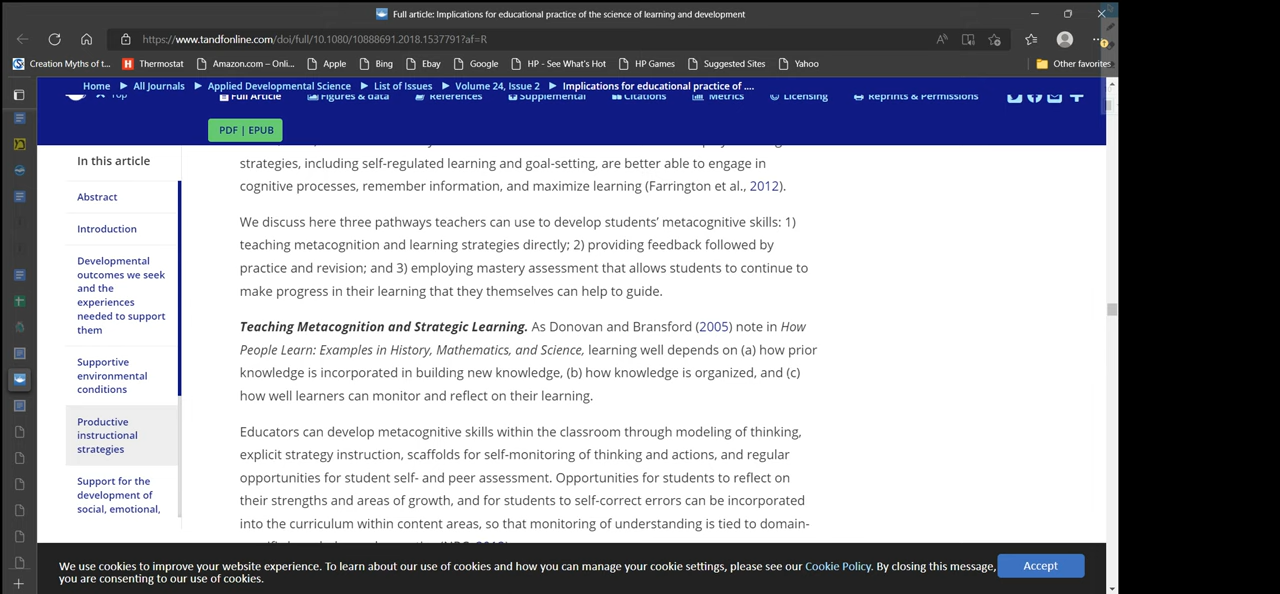 Full article: Implications for educational practice of the science of learning and development
https://www.tandfonline.com/doi/full/10.1080/10888691.2018.1537791?af=R
Creation Myths of t... Thermostat Amazon.com – Onli... Apple Bing Ebay Google HP - See What's Hot HP Games Suggested Sites Yahoo Other favorites
Home All Journals Applied Developmental Science List of Issues Volume 24, Issue 2 Implications for educational practice of ....
Top Full Article Figures & data References Supplemental Citations Metrics Licensing Reprints & Permissions
PDF | EPUB
In this article
Abstract
Introduction
Developmental
outcomes we seek
and the
experiences
needed to support
them
Supportive
environmental
conditions
Productive
instructional
strategies
Support for the
development of
social, emotional,
strategies, including self-regulated learning and goal-setting, are better able to engage in
cognitive processes, remember information, and maximize learning (Farrington et al., 2012).
We discuss here three pathways teachers can use to develop students' metacognitive skills: 1)
teaching metacognition and learning strategies directly; 2) providing feedback followed by
practice and revision; and 3) employing mastery assessment that allows students to continue to
make progress in their learning that they themselves can help to guide.
Teaching Metacognition and Strategic Learning. As Donovan and Bransford (2005) note in How
People Learn: Examples in History, Mathematics, and Science, learning well depends on (a) how prior
knowledge is incorporated in building new knowledge, (b) how knowledge is organized, and (c)
how well learners can monitor and reflect on their learning.
Educators can develop metacognitive skills within the classroom through modeling of thinking,
explicit strategy instruction, scaffolds for self-monitoring of thinking and actions, and regular
opportunities for student self- and peer assessment. Opportunities for students to reflect on
their strengths and areas of growth, and for students to self-correct errors can be incorporated
into the curriculum within content areas, so that monitoring of understanding is tied to domain-
We use cookies to improve your website experience. To learn about our use of cookies and how you can manage your cookie settings, please see our Cookie Policy. By closing this message,
you are consenting to our use of cookies.
Accept